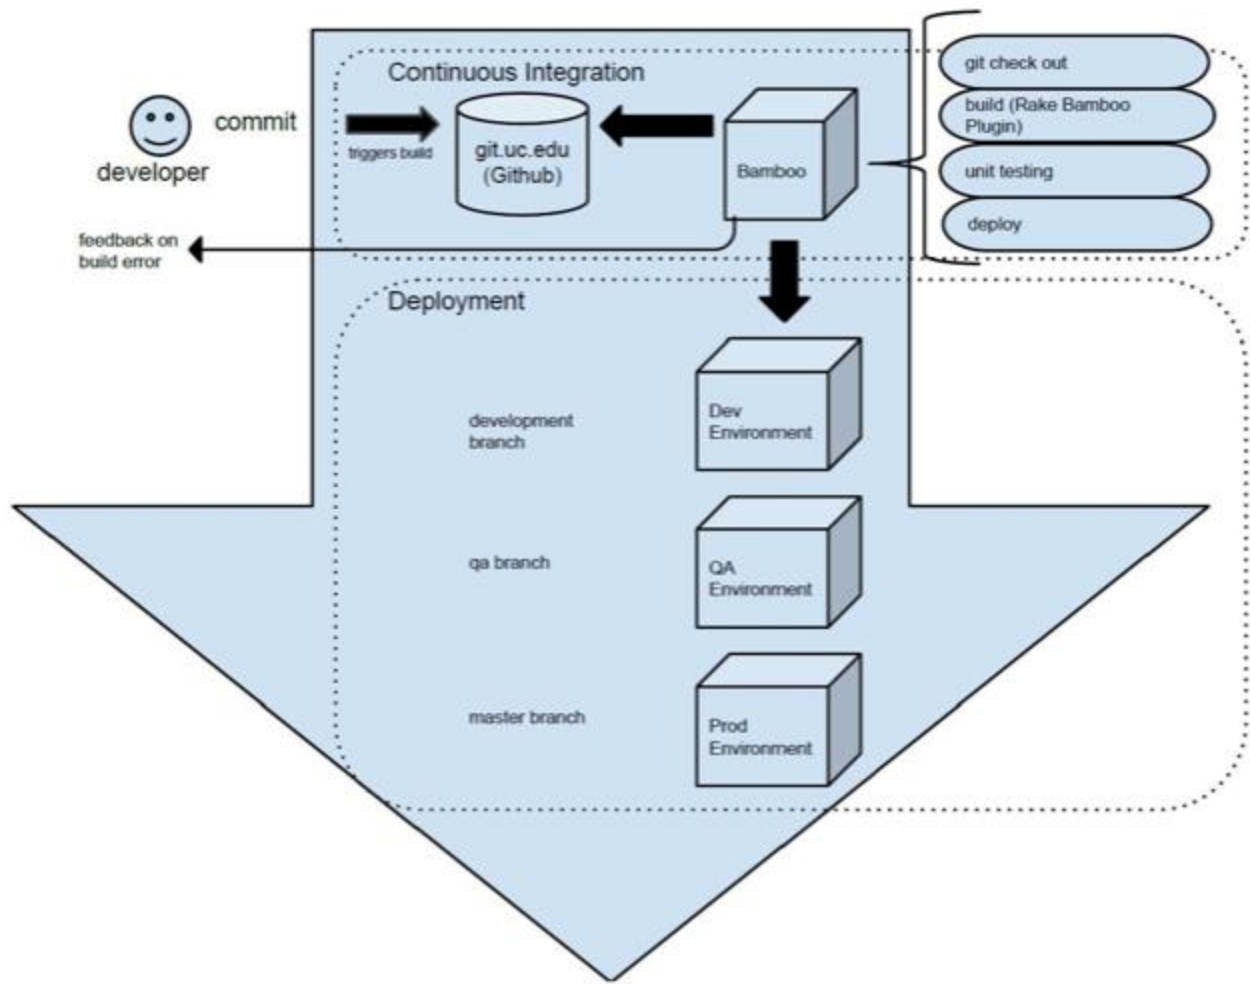 Continuous Integration
commit
developer
triggers build
git.uc.edu
(Github)
Bamboo
git check out
build (Rake Bamboo
Plugin)
unit testing
deploy
feedback on
build error
Deployment
development
branch
Dev
Environment
qa branch
QA
Environment
master branch
Prod
Environment